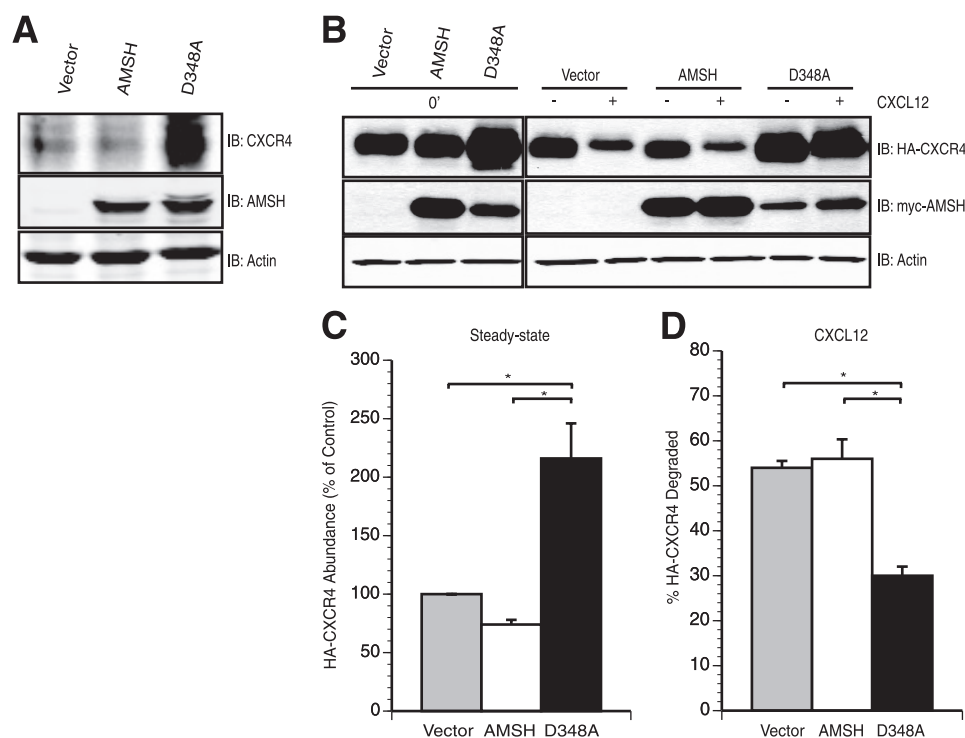 A
Vector
AMSH
D348A
IB: CXCR4
IB: AMSH
IB: Actin
B
Vector
AMSH
D348A
0'
Vector
AMSH
D348A
- + - + - + CXCL12
IB: HA-CXCR4
IB: myc-AMSH
IB: Actin
C
Steady-state
HA-CXCR4 Abundance (% of Control)
300
250
200
150
100
50
0
*
*
Vector AMSH D348A
D
CXCL12
% HA-CXCR4 Degraded
80
70
60
50
40
30
20
10
0
*
*
Vector AMSH D348A